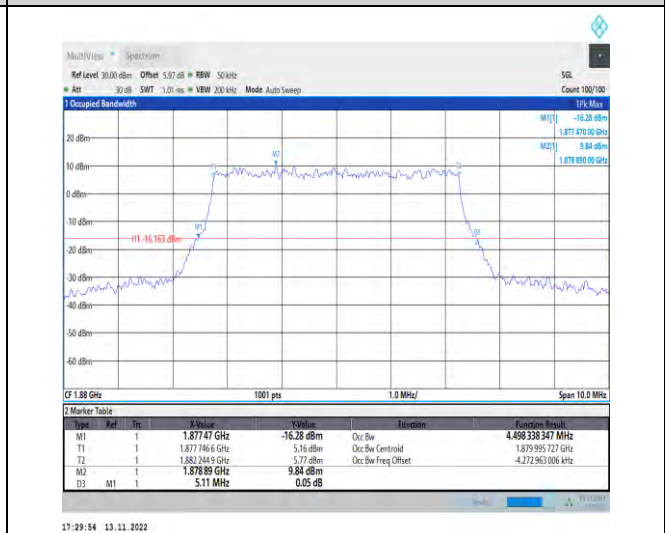 MultiView Spectrum
Ref Level 30.00 dBm Offset 5.97 dB RBW 50 kHz SGL
Att 30 dB SWT 1.01 ms VBW 200 kHz Mode Auto Sweep Count 100/100
1 Occupied Bandwidth 1Pk Max
M1[1] -16.28 dBm
1.877 470 00 GHz
M2[1] 9.84 dBm
1.878 890 00 GHz
20 dBm
10 dBm
0 dBm
-10 dBm
-20 dBm
-30 dBm
-40 dBm
-50 dBm
-60 dBm
T1
M2
T2
M1
D3
H1 -16.163 dBm
CF 1.88 GHz 1001 pts 1.0 MHz/ Span 10.0 MHz
2 Marker Table
Type Ref Trc X-Value Y-Value Function Function Result
M1 1 1.87747 GHz -16.28 dBm Occ Bw 4.498 338 347 MHz
T1 1 1.877 746 6 GHz 5.16 dBm Occ Bw Centroid 1.879 995 727 GHz
T2 1 1.882 244 9 GHz 5.77 dBm Occ Bw Freq Offset -4.272 963 006 kHz
M2 1 1.878 89 GHz 9.84 dBm
D3 M1 1 5.11 MHz 0.05 dB
17:29:54 13.11.2022